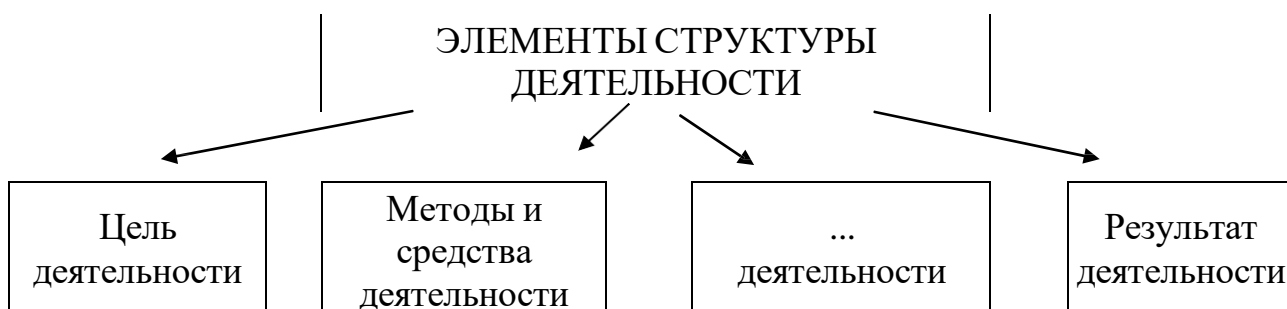 ЭЛЕМЕНТЫ СТРУКТУРЫ
ДЕЯТЕЛЬНОСТИ
Цель
деятельности
Методы и
средства
деятельности
...
деятельности
Результат
деятельности